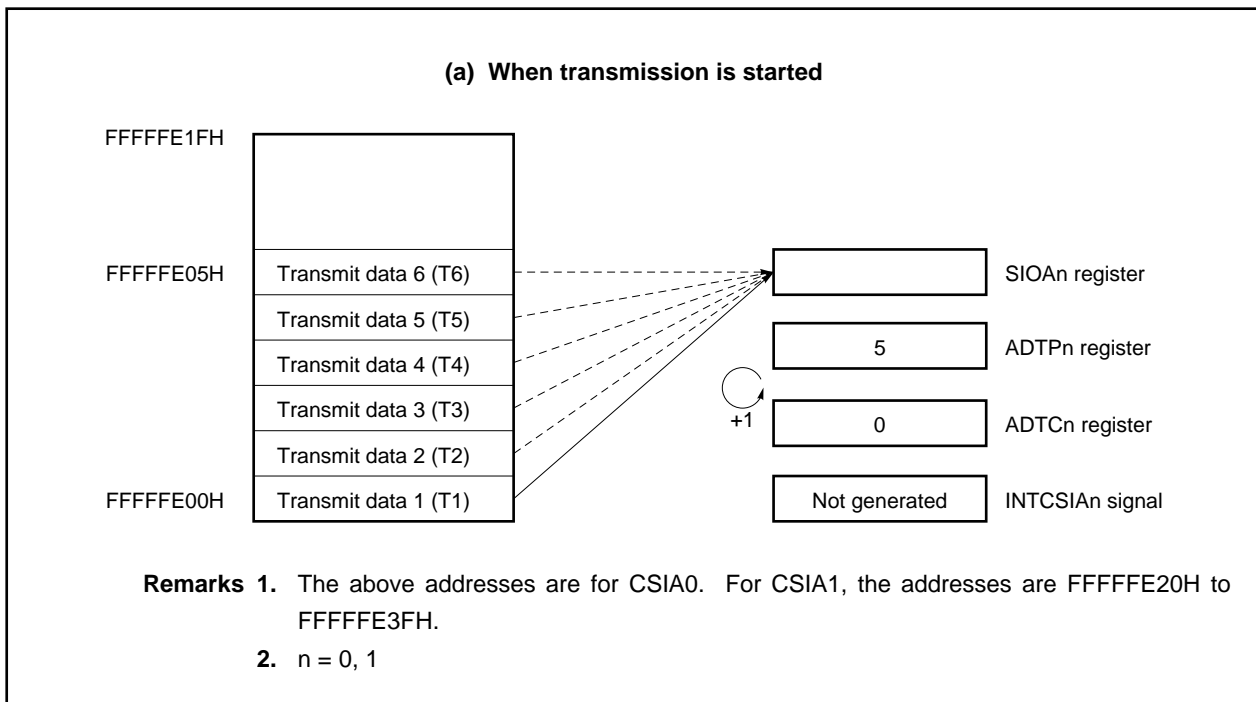 (a) When transmission is started
FFFFFE1FH
FFFFFE05H
Transmit data 6 (T6)
SIOAn register
Transmit data 5 (T5)
5
ADTPn register
Transmit data 4 (T4)
Transmit data 3 (T3)
+1
0
ADTCn register
Transmit data 2 (T2)
FFFFFE00H
Transmit data 1 (T1)
Not generated
INTCSIAn signal
Remarks 1. The above addresses are for CSIA0. For CSIA1, the addresses are FFFFFE20H to
FFFFFE3FH.
2. n = 0, 1